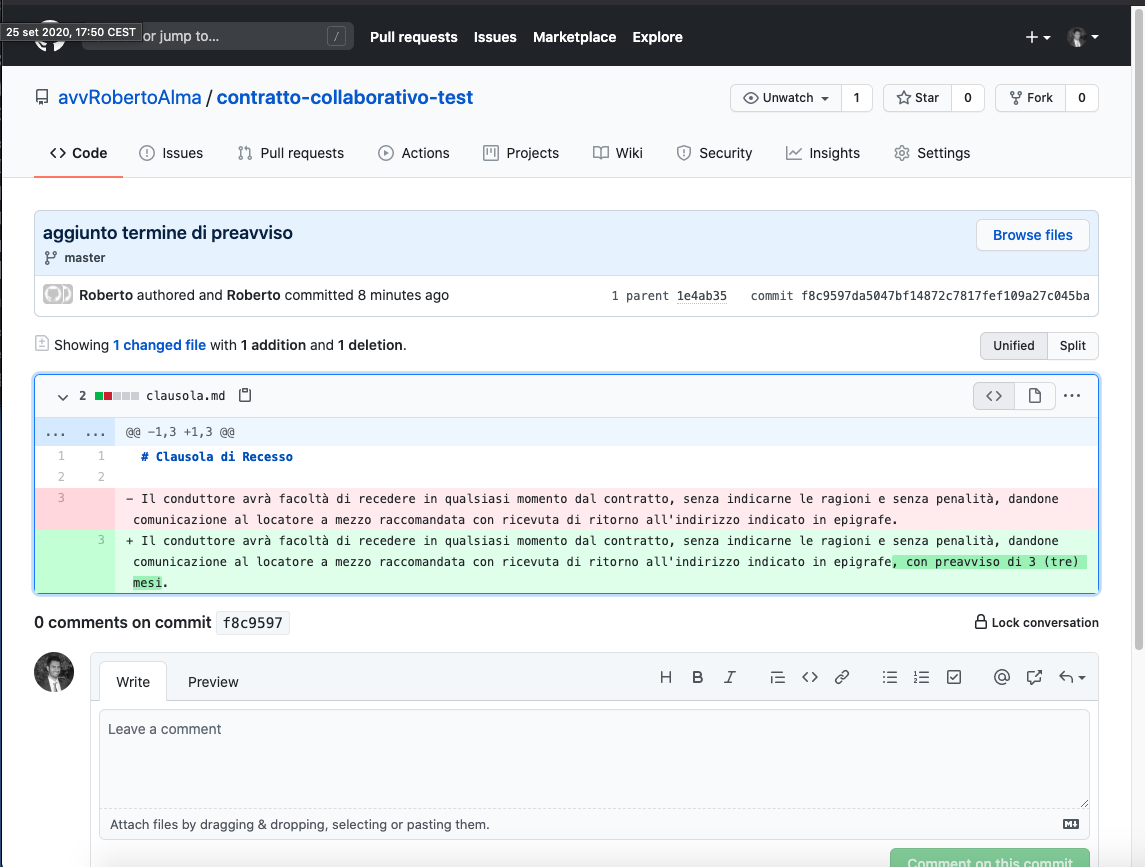 25 set 2020, 17:50 CEST
or jump to...
/
Pull requests Issues Marketplace Explore
avvRobertoAlma / contratto-collaborativo-test
Unwatch 1 Star 0 Fork 0
Code Issues Pull requests Actions Projects Wiki Security Insights Settings
aggiunto termine di preavviso
Browse files
master
Roberto authored and Roberto committed 8 minutes ago 1 parent 1e4ab35 commit f8c9597da5047bf14872c7817fef109a27c045ba
Showing 1 changed file with 1 addition and 1 deletion.
Unified Split
2 clausola.md
... ... @@ -1,3 +1,3 @@
1 1 # Clausola di Recesso
2 2
3 - Il conduttore avrà facoltà di recedere in qualsiasi momento dal contratto, senza indicarne le ragioni e senza penalità, dandone
comunicazione al locatore a mezzo raccomandata con ricevuta di ritorno all'indirizzo indicato in epigrafe.
3 + Il conduttore avrà facoltà di recedere in qualsiasi momento dal contratto, senza indicarne le ragioni e senza penalità, dandone
comunicazione al locatore a mezzo raccomandata con ricevuta di ritorno all'indirizzo indicato in epigrafe, con preavviso di 3 (tre)
mesi.
0 comments on commit f8c9597
Lock conversation
Write Preview
Leave a comment
Attach files by dragging & dropping, selecting or pasting them.
Comment on this commit